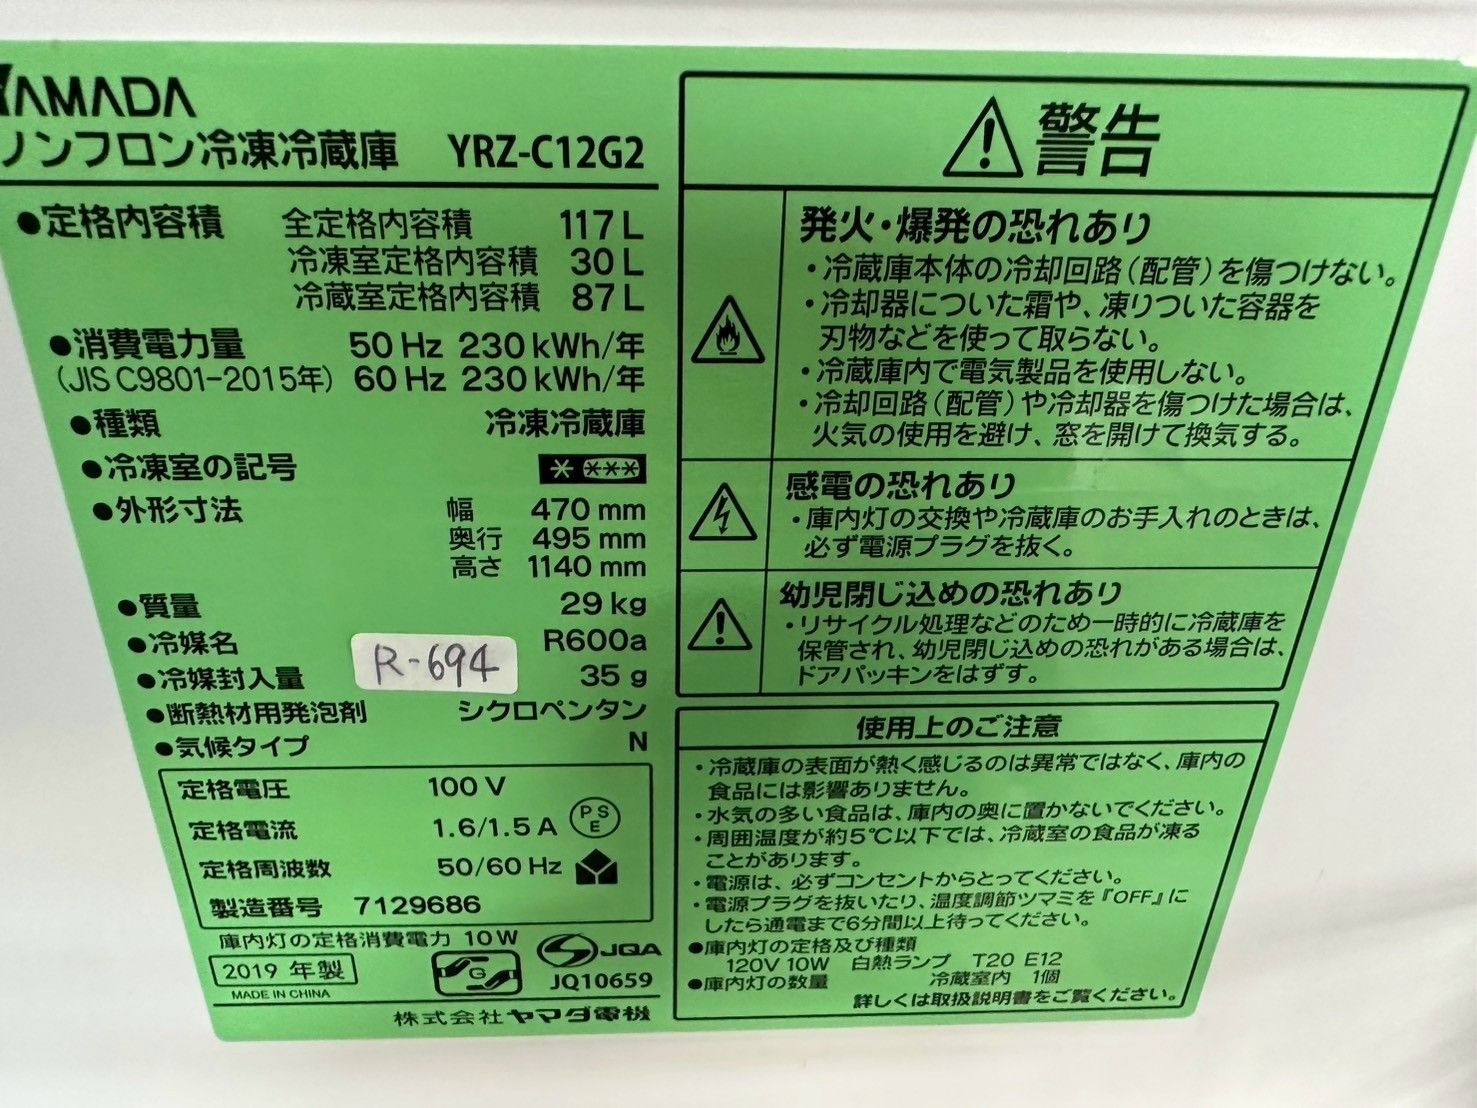 YAMADA
ノンフロン冷凍冷蔵庫 YRZ-C12G2
●定格内容積 全定格内容積 117 L
冷凍室定格内容積 30 L
冷蔵室定格内容積 87 L
●消費電力量 50 Hz 230 kWh/年
(JIS C9801-2015年) 60 Hz 230 kWh/年
●種類 冷凍冷蔵庫
●冷凍室の記号
●外形寸法 幅 470 mm
奥行 495 mm
高さ 1140 mm
●質量 29 kg
●冷媒名 R600a
R-694
●冷媒封入量 35 g
●断熱材用発泡剤 シクロペンタン
●気候タイプ N
定格電圧 100 V
定格電流 1.6/1.5 A
PS
E
定格周波数 50/60 Hz
製造番号 7129686
庫内灯の定格消費電力 10 W
2019 年製
MADE IN CHINA
G
JQA
JQ10659
株式会社 ヤマダ電機
警告
発火・爆発の恐れあり
・冷蔵庫本体の冷却回路(配管)を傷つけない。
・冷却器についた霜や、凍りついた容器を
刃物などを使って取らない。
・冷蔵庫内で電気製品を使用しない。
・冷却回路(配管)や冷却器を傷つけた場合は、
火気の使用を避け、窓を開けて換気する。
感電の恐れあり
・庫内灯の交換や冷蔵庫のお手入れのときは、
必ず電源プラグを抜く。
幼児閉じ込めの恐れあり
・リサイクル処理などのため一時的に冷蔵庫を
保管され、幼児閉じ込めの恐れがある場合は、
ドアパッキンをはずす。
使用上のご注意
・冷蔵庫の表面が熱く感じるのは異常ではなく、庫内の
食品には影響ありません。
・水気の多い食品は、庫内の奥に置かないでください。
・周囲温度が約5℃以下では、冷蔵室の食品が凍る
ことがあります。
・電源は、必ずコンセントからとってください。
・電源プラグを抜いたり、温度調節ツマミを『OFF』に
したら通電まで6分間以上待ってください。
●庫内灯の定格及び種類
120V 10W 白熱ランプ T20 E12
●庫内灯の数量 冷蔵室内 1個
詳しくは取扱説明書をご覧ください。